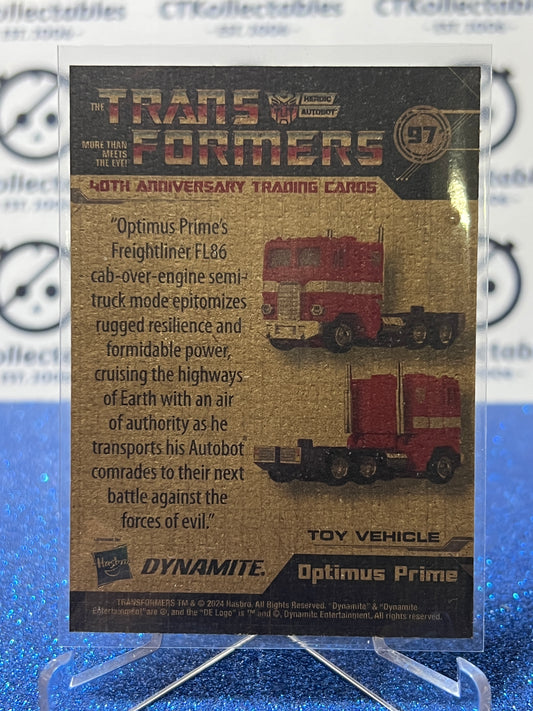 CTKollectables
CTKollectables
EST. 2006
THE TRANSFORMERS
HEROIC
AUTOBOT
MORE THAN
MEETS
THE EYE!
97
40TH ANNIVERSARY TRADING CARDS
"Optimus Prime's
Freightliner FL86
cab-over-engine semi-
truck mode epitomizes
rugged resilience and
formidable power,
cruising the highways
of Earth with an air
of authority as he
transports his Autobot®
comrades to their next
battle against the
forces of evil."
TOY VEHICLE
Hasbro
DYNAMITE.
Optimus Prime
TRANSFORMERS TM & © 2024 Hasbro. All Rights Reserved. "Dynamite" & "Dynamite
Entertainment" are ©, and the "DE Logo" is ™ and ©, Dynamite Entertainment. All rights reserved.